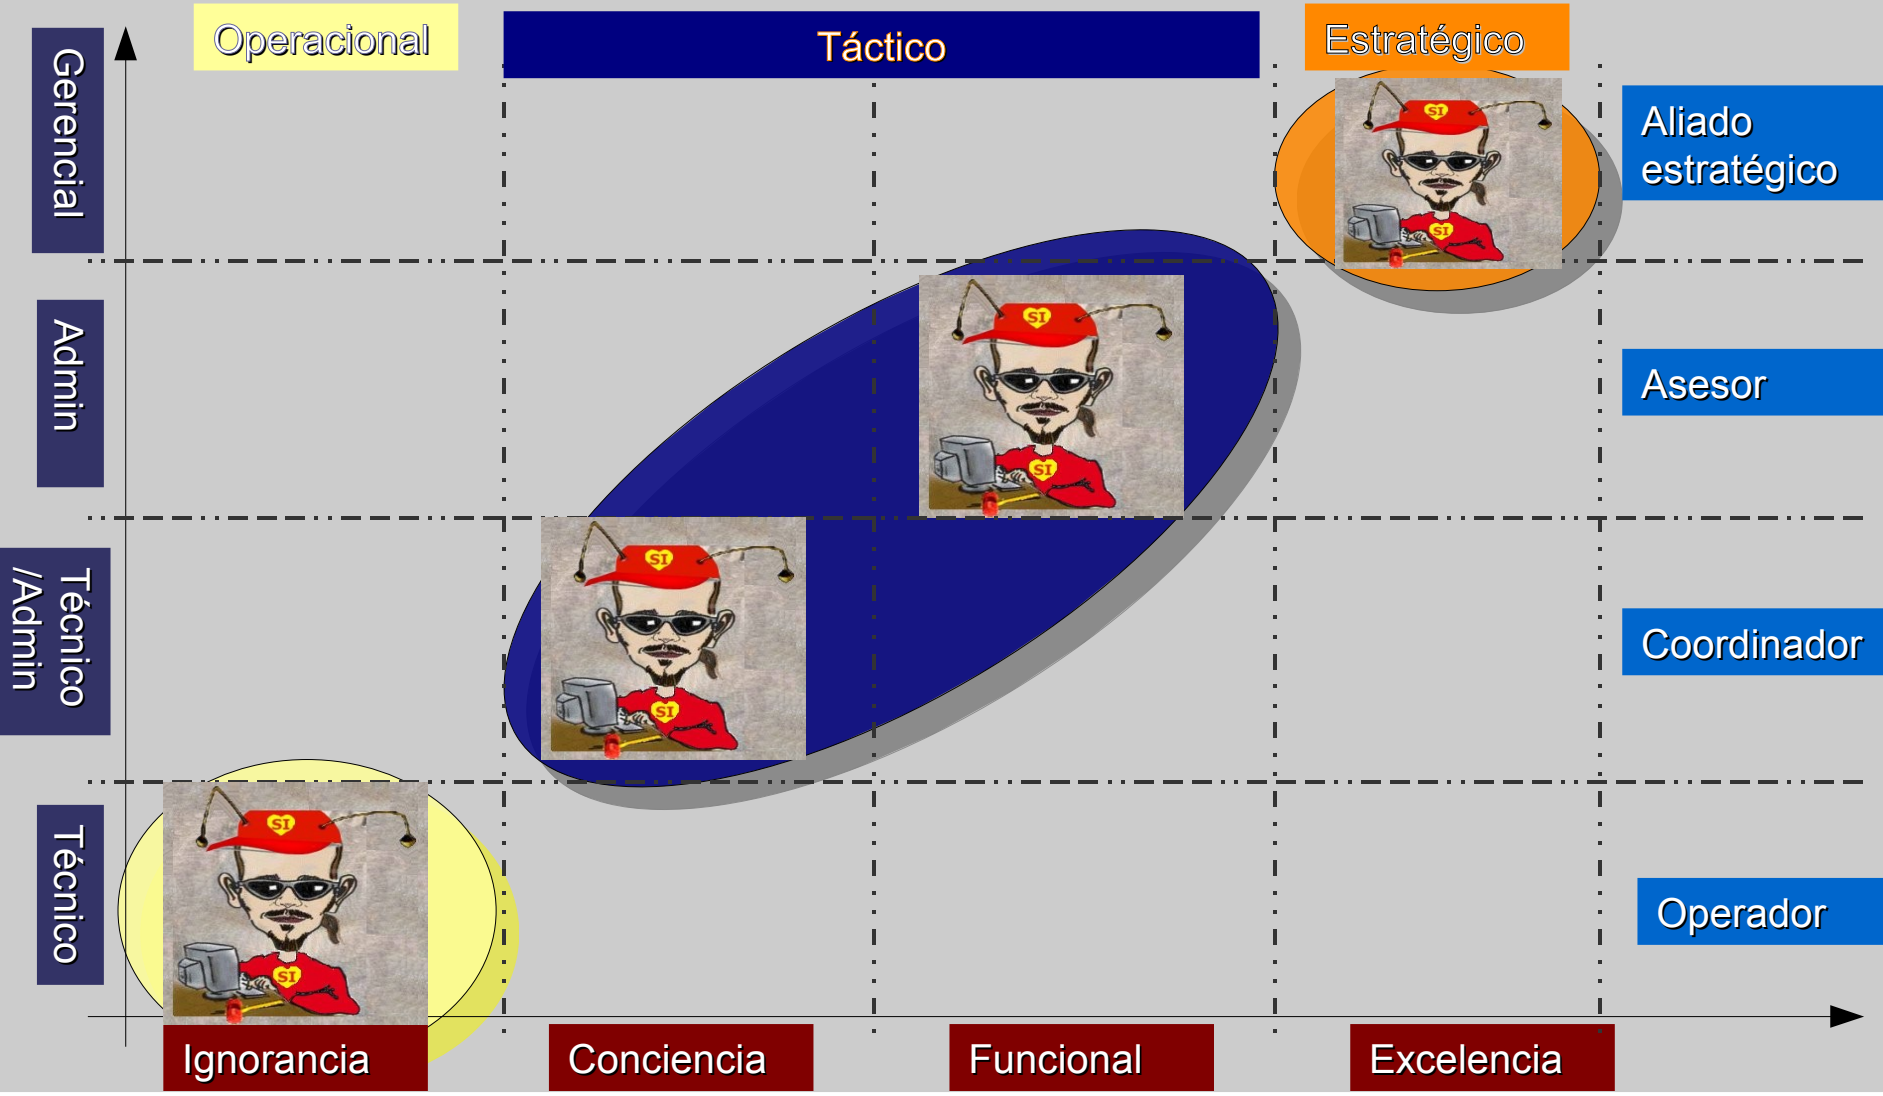 Operacional
Táctico
Estratégico
Gerencial
SI
SI
Aliado
estratégico
Admin
SI
SI
Asesor
Técnico
/Admin
SI
SI
Coordinador
Técnico
SI
SI
Operador
Ignorancia
Conciencia
Funcional
Excelencia